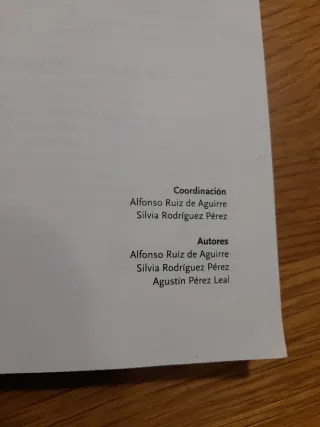 Coordinación
Alfonso Ruiz de Aguirre
Silvia Rodríguez Pérez
Autores
Alfonso Ruiz de Aguirre
Silvia Rodríguez Pérez
Agustín Pérez Leal